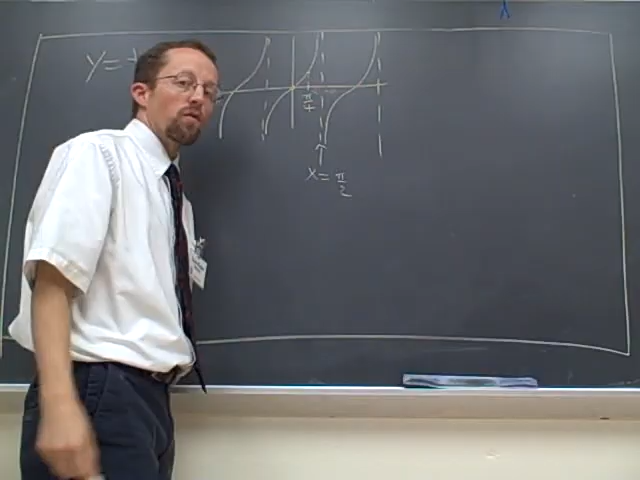 y =
π/4
x = π/2